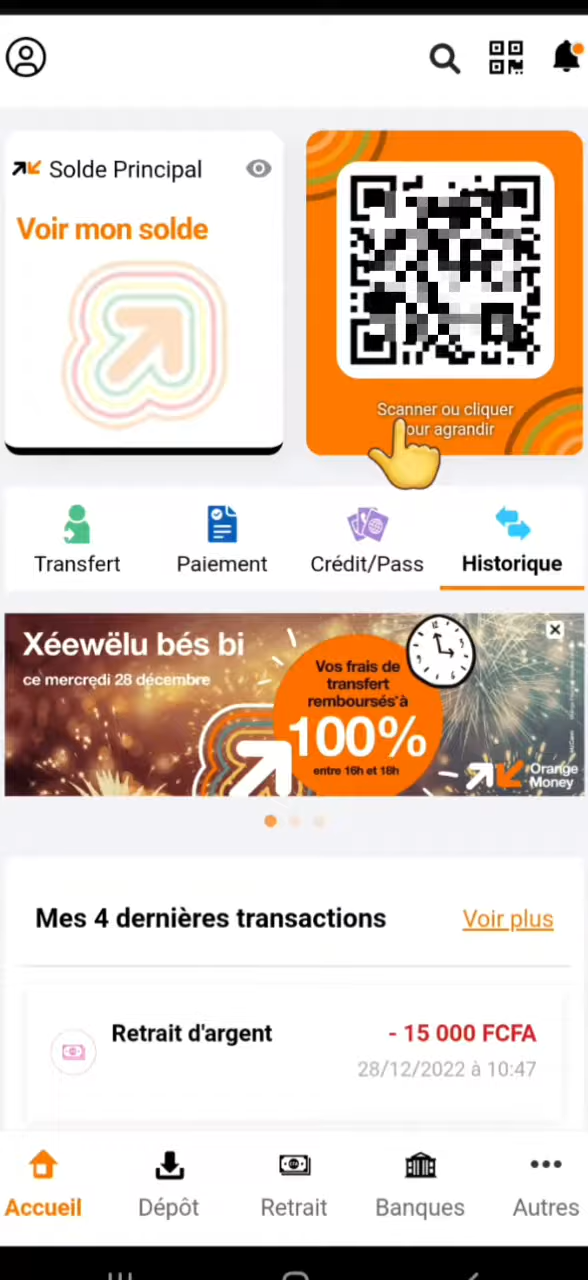 Solde Principal
Voir mon solde
Scanner ou cliquer
our agrandir
Transfert
Paiement
Crédit/Pass
Historique
Xéewëlu bés bi
ce mercredi 28 décembre
Vos frais de
transfert
remboursés* à
100%
entre 16h et 18h
Orange
Money
Mes 4 dernières transactions
Voir plus
Retrait d'argent
- 15 000 FCFA
28/12/2022 à 10:47
Accueil
Dépôt
Retrait
Banques
Autres